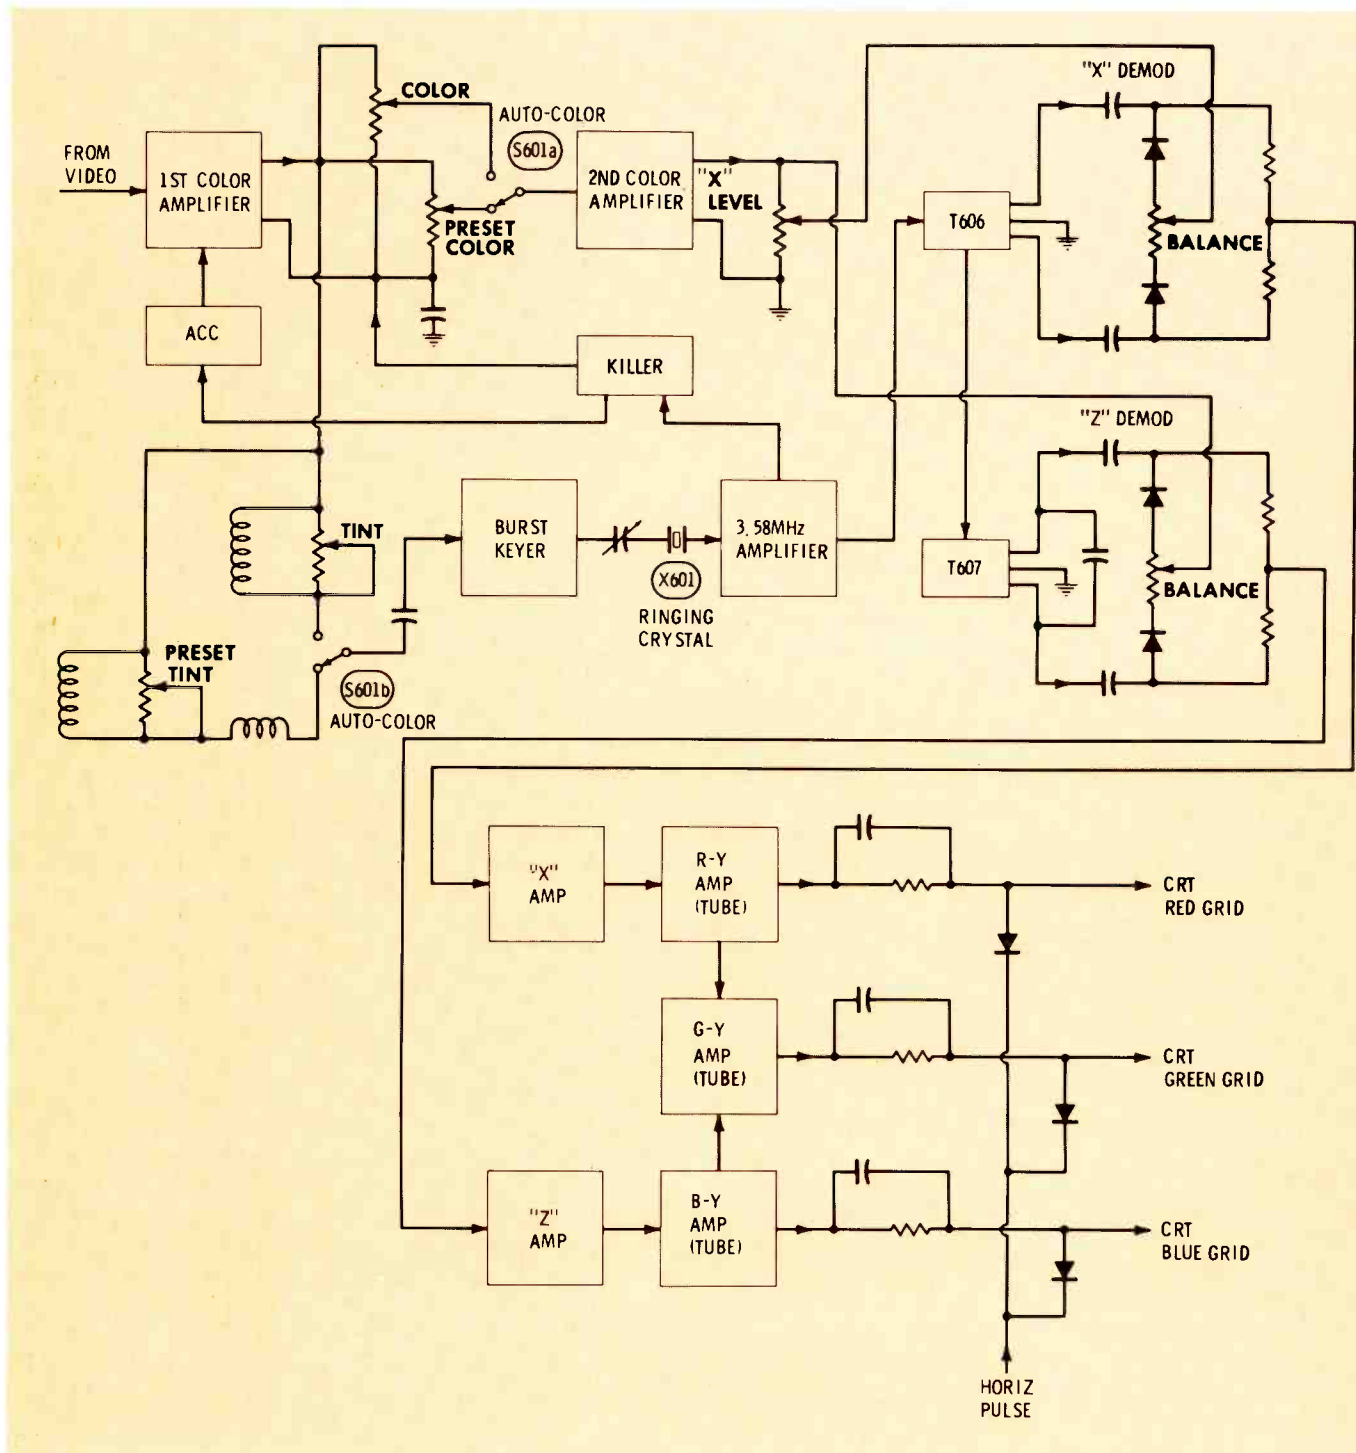 FROM
VIDEO
1ST COLOR
AMPLIFIER
COLOR
AUTO-COLOR
S601a
PRESET
COLOR
2ND COLOR
AMPLIFIER
"X"
LEVEL
"X" DEMOD
T606
BALANCE
ACC
KILLER
"Z" DEMOD
TINT
BURST
KEYER
X601
RINGING
CRYSTAL
3.58MHz
AMPLIFIER
T607
BALANCE
PRESET
TINT
S601b
AUTO-COLOR
"X"
AMP
R-Y
AMP
(TUBE)
CRT
RED GRID
G-Y
AMP
(TUBE)
CRT
GREEN GRID
"Z"
AMP
B-Y
AMP
(TUBE)
CRT
BLUE GRID
HORIZ
PULSE